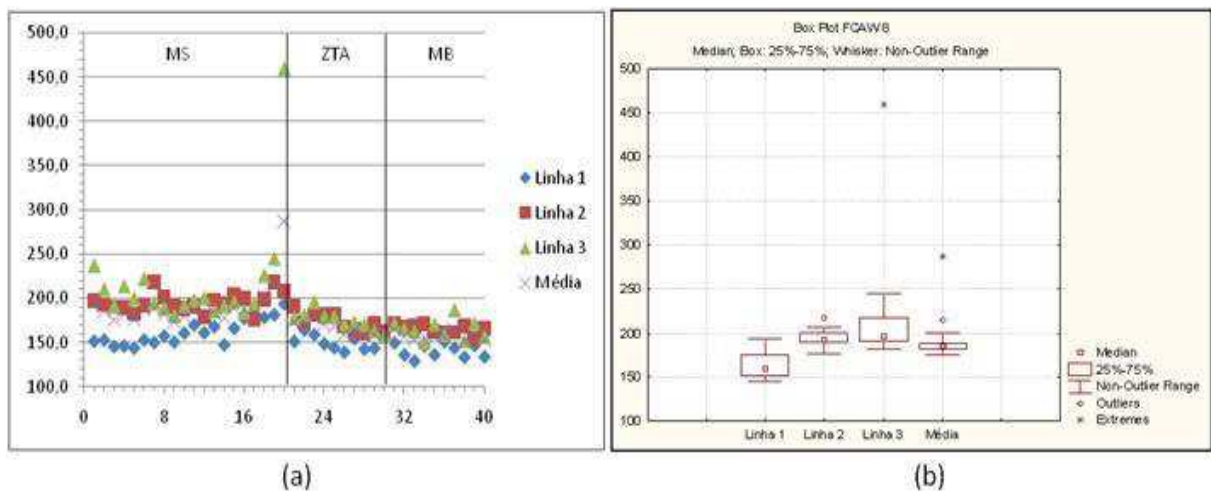 500,0
MS ZTA MB
450,0
400,0
350,0
300,0
250,0
200,0
150,0
100,0
0 8 16 24 32 40
Linha 1
Linha 2
Linha 3
Média
(a)
Box Plot FCAW8
Median; Box: 25%-75%; Whisker: Non-Outlier Range
500
450
400
350
300
250
200
150
100
Linha 1 Linha 2 Linha 3 Média
Median
25%-75%
Non-Outlier Range
Outliers
Extremes
(b)